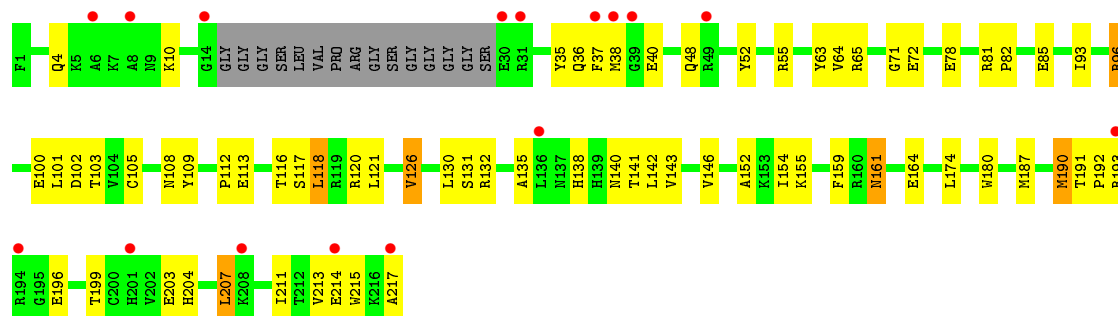 F1 Q4 K5 A6 K7 A8 N9 K10 G14 GLY GLY GLY SER LEU VAL PRO ARG GLY SER GLY GLY GLY GLY SER E30 R31 Y35 Q36 F37 M38 G39 E40 Q48 R49 Y52 R55 Y63 V64 R65 G71 E72 E78 R81 P82 E85 I93
E100 L101 D102 T103 V104 C105 N108 Y109 P112 E113 T116 S117 L118 R119 R120 L121 V126 L130 S131 R132 A135 L136 N137 H138 H139 N140 T141 L142 V143 V146 A152 K153 I154 K155 F159 R160 N161 E164 L174 W180 M187 M190 T191 P192
R194 G195 E196 T199 C200 H201 V202 E203 H204 L207 K208 I211 T212 V213 E214 W215 K216 A217